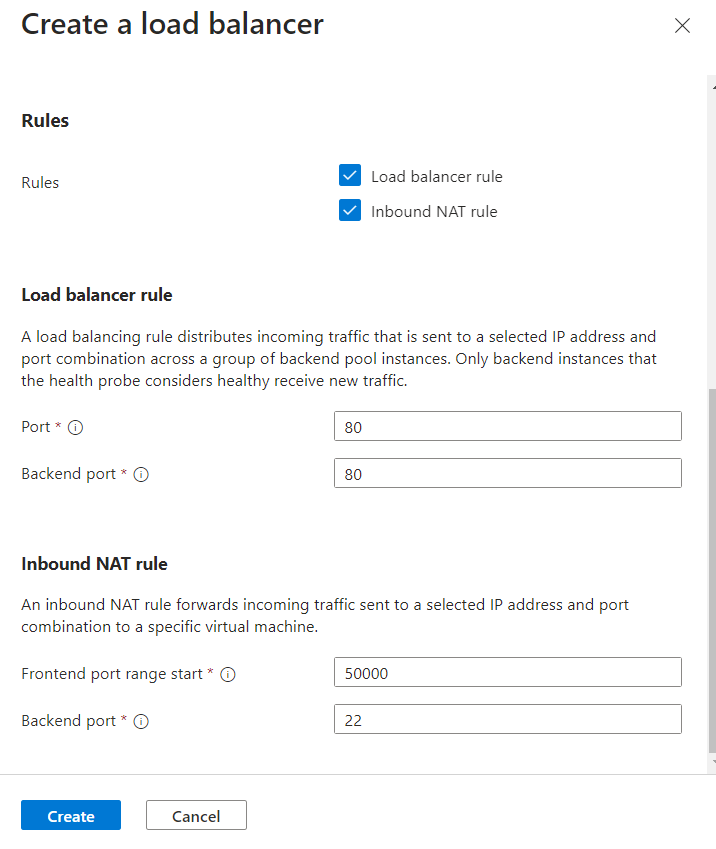 Create a load balancer
Rules
Rules
Load balancer rule
Inbound NAT rule
Load balancer rule
A load balancing rule distributes incoming traffic that is sent to a selected IP address and
port combination across a group of backend pool instances. Only backend instances that
the health probe considers healthy receive new traffic.
Port *
80
Backend port *
80
Inbound NAT rule
An inbound NAT rule forwards incoming traffic sent to a selected IP address and port
combination to a specific virtual machine.
Frontend port range start *
50000
Backend port *
22
Create
Cancel